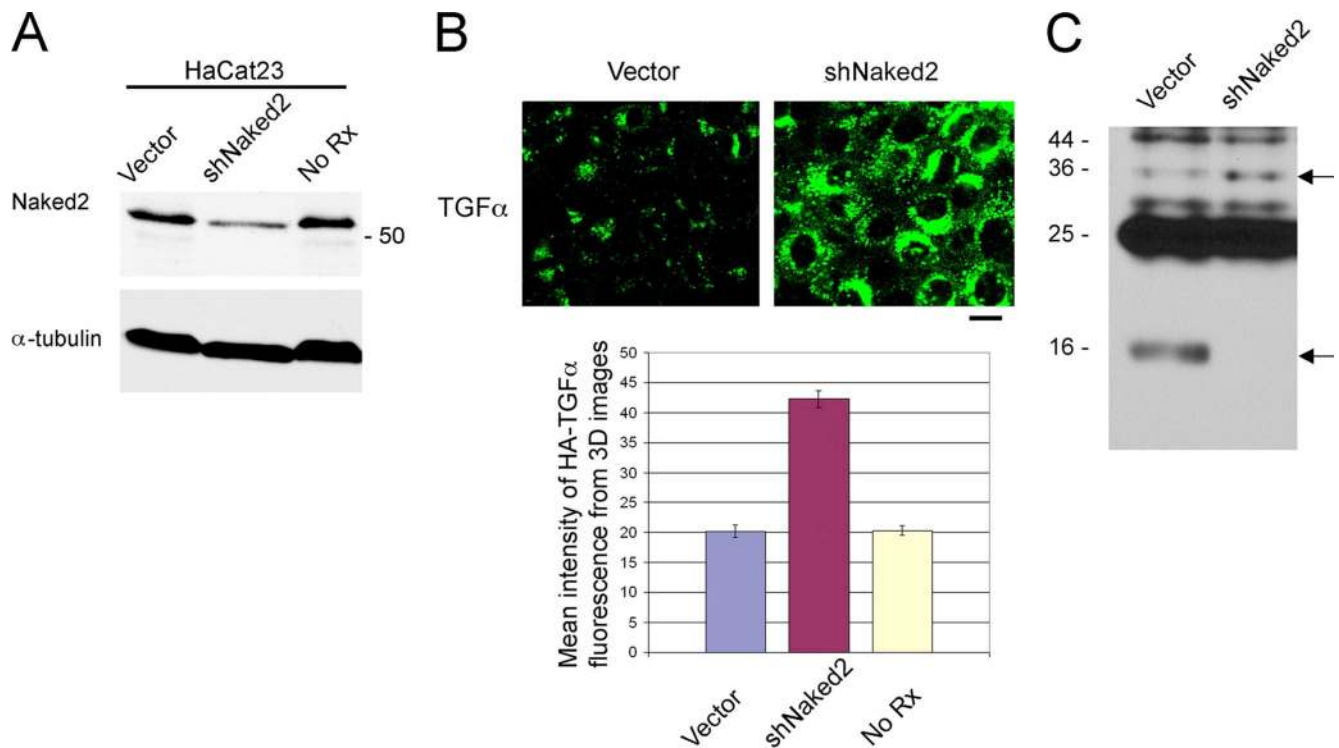 A
HaCat23
Vector
shNaked2
No Rx
Naked2
- 50
α-tubulin
B
Vector
shNaked2
TGFα
Mean intensity of HA-TGFα
fluorescence from 3D images
50
45
40
35
30
25
20
15
10
5
0
Vector
shNaked2
No Rx
C
Vector
shNaked2
44 -
36 -
25 -
16 -